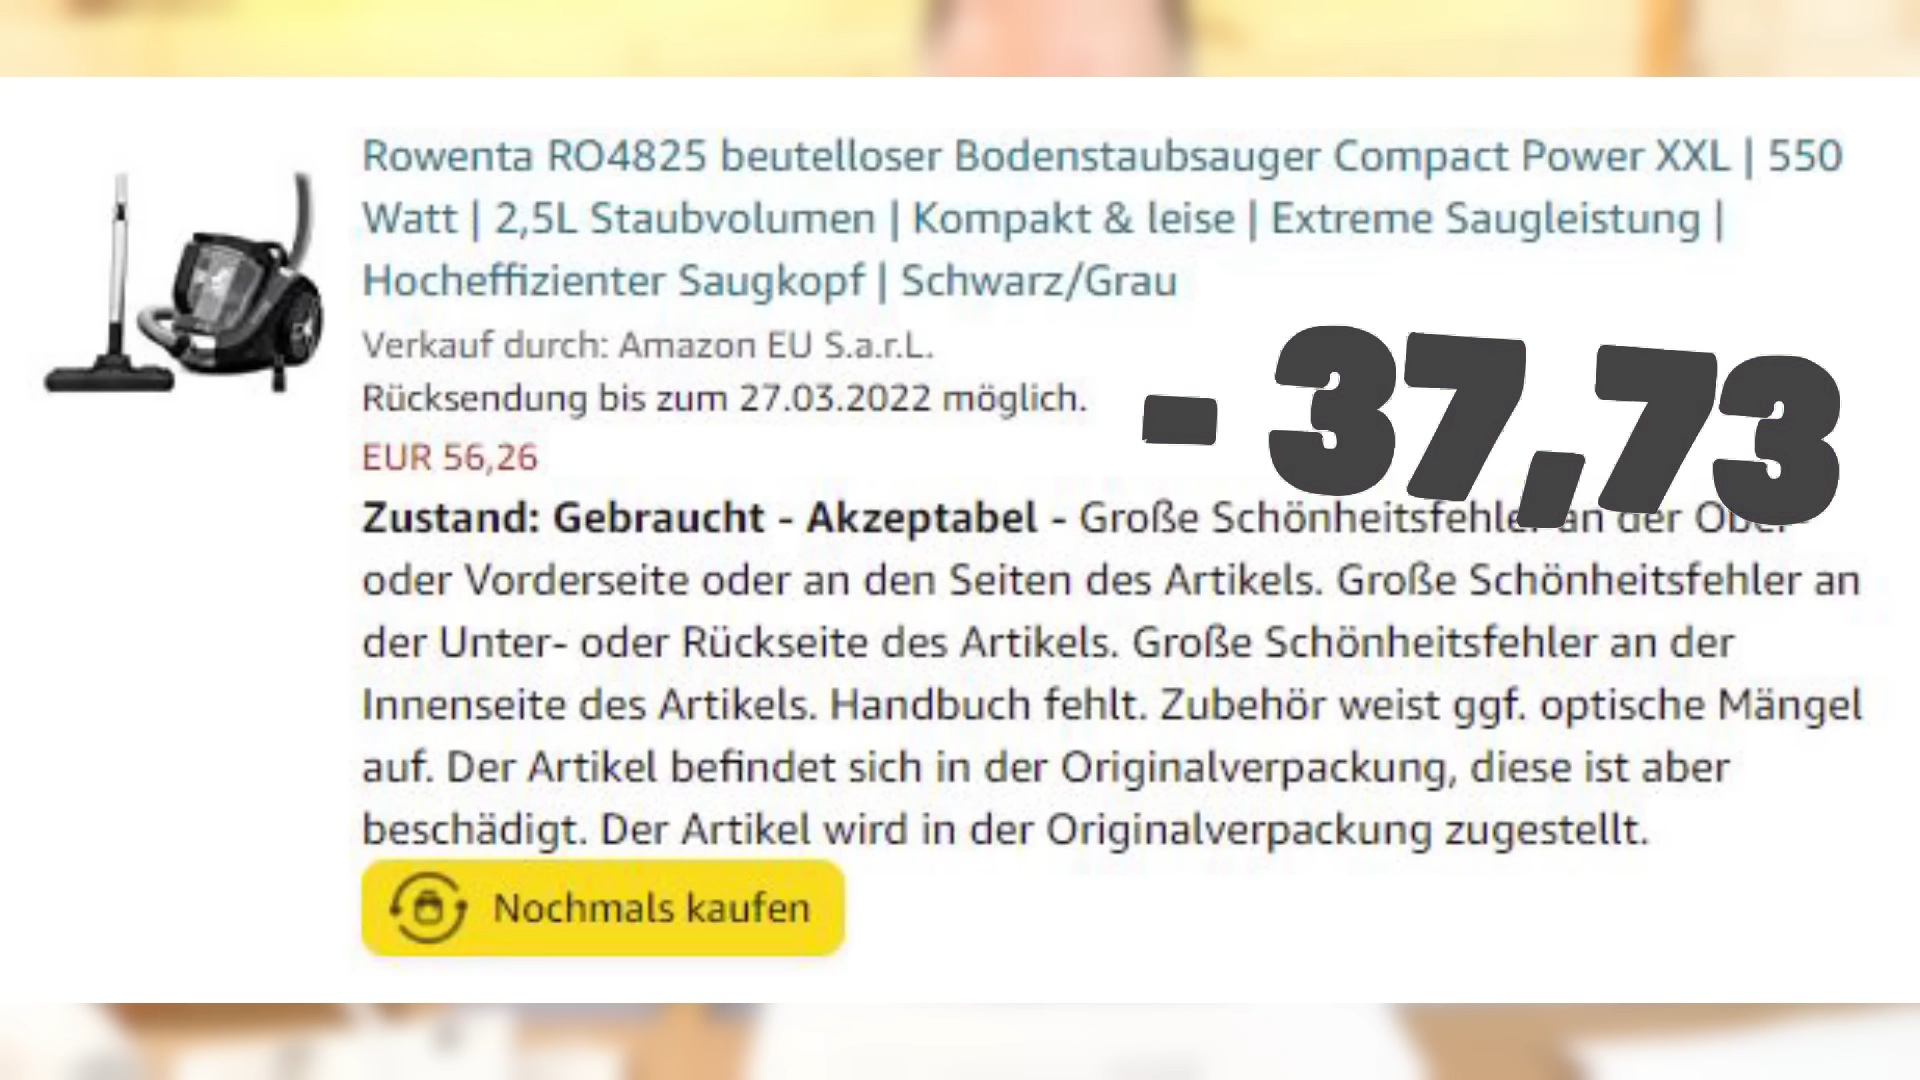 Rowenta RO4825 beutelloser Bodenstaubsauger Compact Power XXL | 550
Watt | 2,5L Staubvolumen | Kompakt & leise | Extreme Saugleistung |
Hocheffizienter Saugkopf | Schwarz/Grau
Verkauf durch: Amazon EU S.a.r.L.
Rücksendung bis zum 27.03.2022 möglich.
- 37,73
EUR 56,26
Zustand: Gebraucht - Akzeptabel - Große Schönheitsfehler an der Ober-
oder Vorderseite oder an den Seiten des Artikels. Große Schönheitsfehler an
der Unter- oder Rückseite des Artikels. Große Schönheitsfehler an der
Innenseite des Artikels. Handbuch fehlt. Zubehör weist ggf. optische Mängel
auf. Der Artikel befindet sich in der Originalverpackung, diese ist aber
beschädigt. Der Artikel wird in der Originalverpackung zugestellt.
Nochmals kaufen